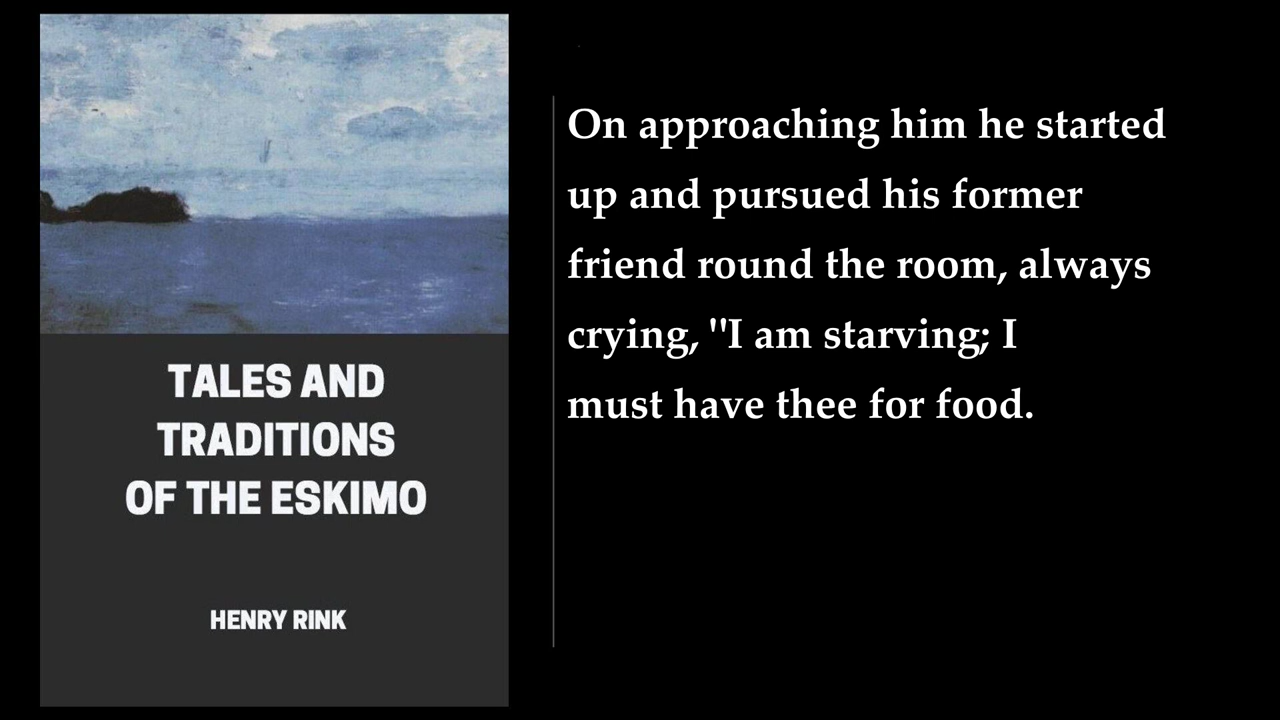 TALES AND
TRADITIONS
OF THE ESKIMO
HENRY RINK
On approaching him he started
up and pursued his former
friend round the room, always
crying, "I am starving; I
must have thee for food.